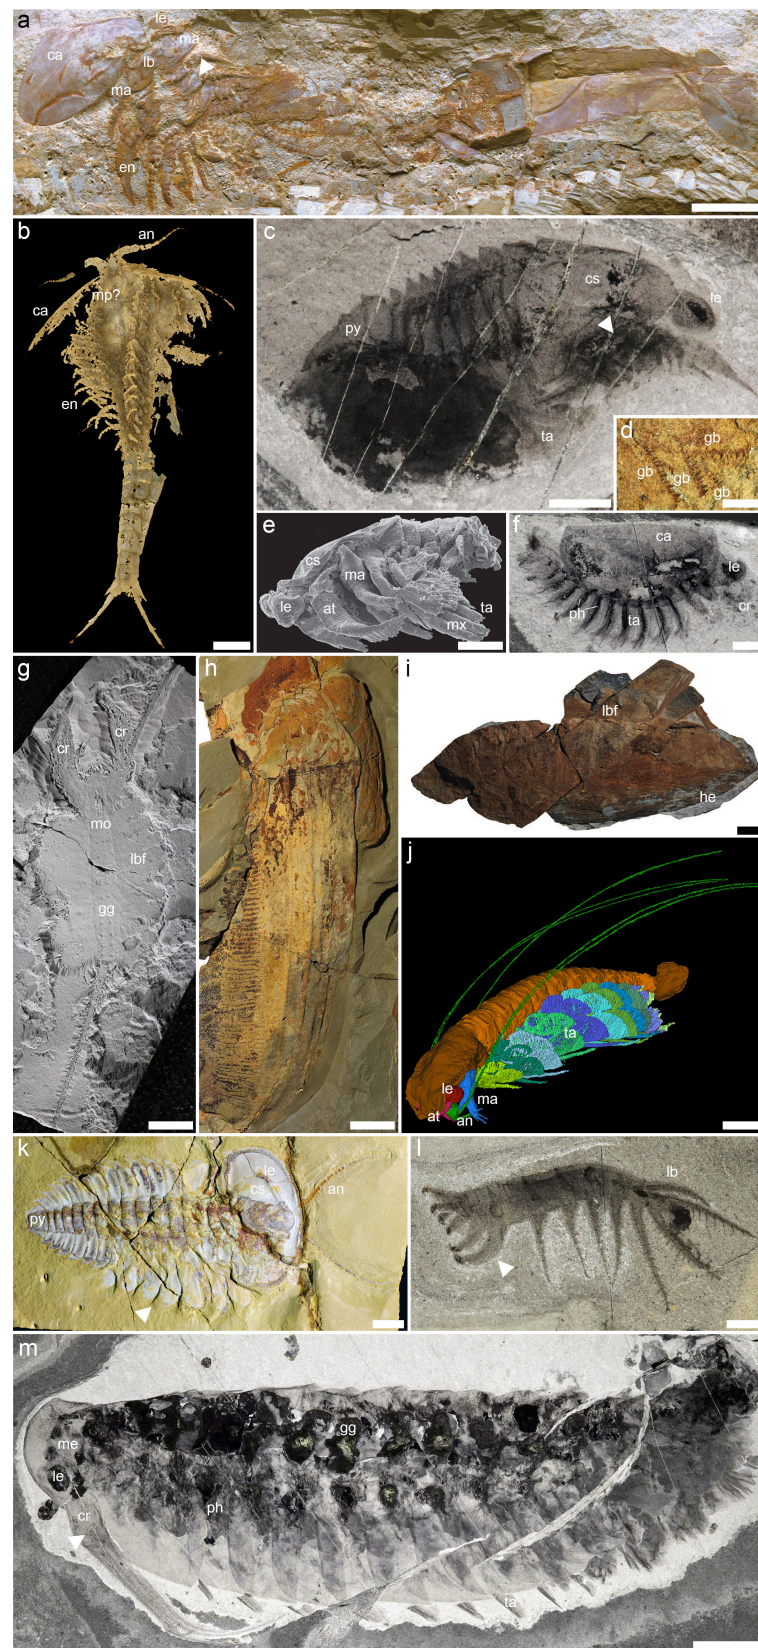 a
le
ca
ma
lb
ma
en
b
an
mp?
ca
en
c
cs
le
py
ta
d
gb
gb
gb
gb
e
cs
ma
le
at
ta
mx
f
ca
le
ph
ta
cr
g
cr
cr
mo
lbf
gg
h
i
lbf
he
j
ta
le
ma
at
an
k
le
cs
an
py
l
lb
m
gg
me
le
ph
cr
ta